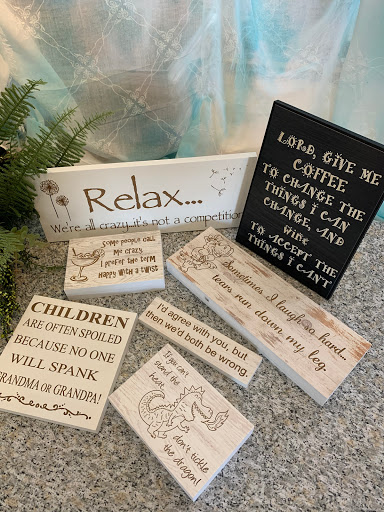 Relax...
We're all crazy..it's not a competition
LORD, GIVE ME
COFFEE
TO CHANGE THE
THINGS I CAN
CHANGE, AND
wine
TO ACCEPT THE
THINGS I CAN'T
Some people call
me crazy,
I prefer the term
Happy With a twist
Sometimes I laugh so hard..
tears run down my leg.
I'd agree with you, but
then we'd both be wrong.
CHILDREN
ARE OFTEN SPOILED
BECAUSE NO ONE
WILL SPANK
GRANDMA OR GRANDPA!
If you can't
stand the
heat
don't tickle
the dragon!